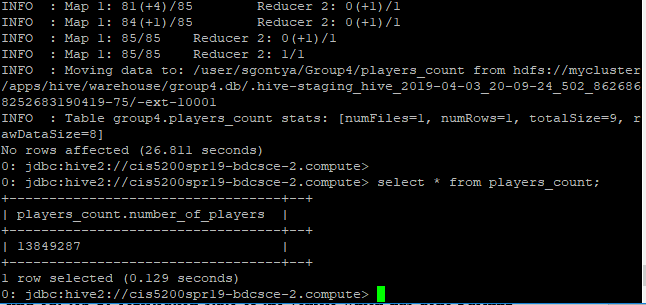 INFO  : Map 1: 81(+4)/85        Reducer 2: 0(+1)/1
INFO  : Map 1: 84(+1)/85        Reducer 2: 0(+1)/1
INFO  : Map 1: 85/85    Reducer 2: 0(+1)/1
INFO  : Map 1: 85/85    Reducer 2: 1/1
INFO  : Moving data to: /user/sgontya/Group4/players_count from hdfs://mycluster
/apps/hive/warehouse/group4.db/.hive-staging_hive_2019-04-03_20-09-24_502_862686
8252683190419-75/-ext-10001
INFO  : Table group4.players_count stats: [numFiles=1, numRows=1, totalSize=9, r
awDataSize=8]
No rows affected (26.811 seconds)
0: jdbc:hive2://cis5200spr19-bdcsce-2.compute>
0: jdbc:hive2://cis5200spr19-bdcsce-2.compute> select * from players_count;
+----------------------------------+--+
| players_count.number_of_players  |
+----------------------------------+--+
| 13849287                         |
+----------------------------------+--+
1 row selected (0.129 seconds)
0: jdbc:hive2://cis5200spr19-bdcsce-2.compute>